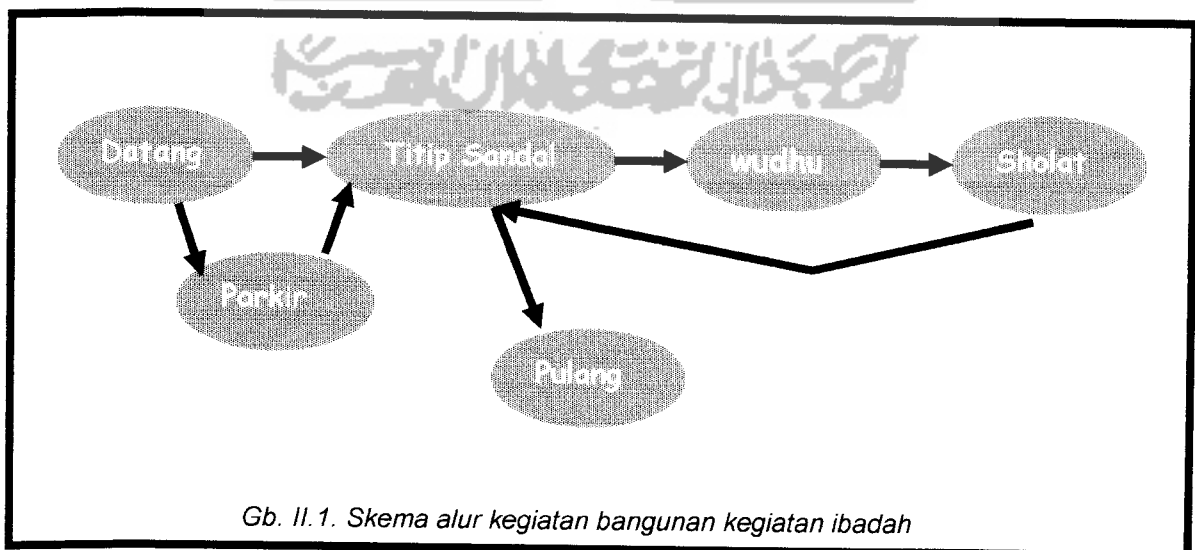 Datang
Titip Sandal
wudhu
Sholat
Parkir
Pulang
Gb. II.1. Skema alur kegiatan bangunan kegiatan ibadah